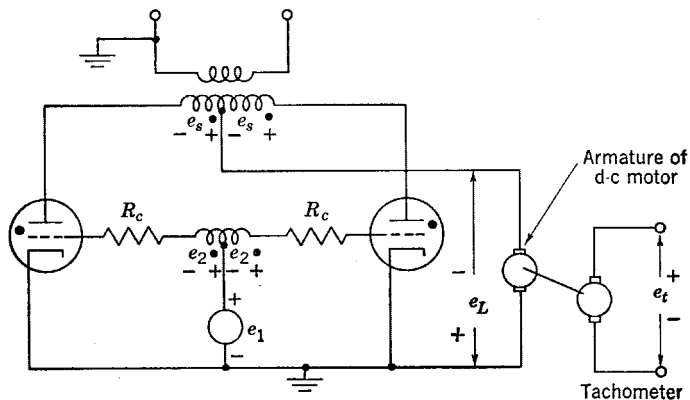 e_s e_s
- + - +
Armature of
d-c motor
R_c R_c
e_2 e_2
- + - +
+
e_1
-
-
e_L
+
+
e_t
-
Tachometer